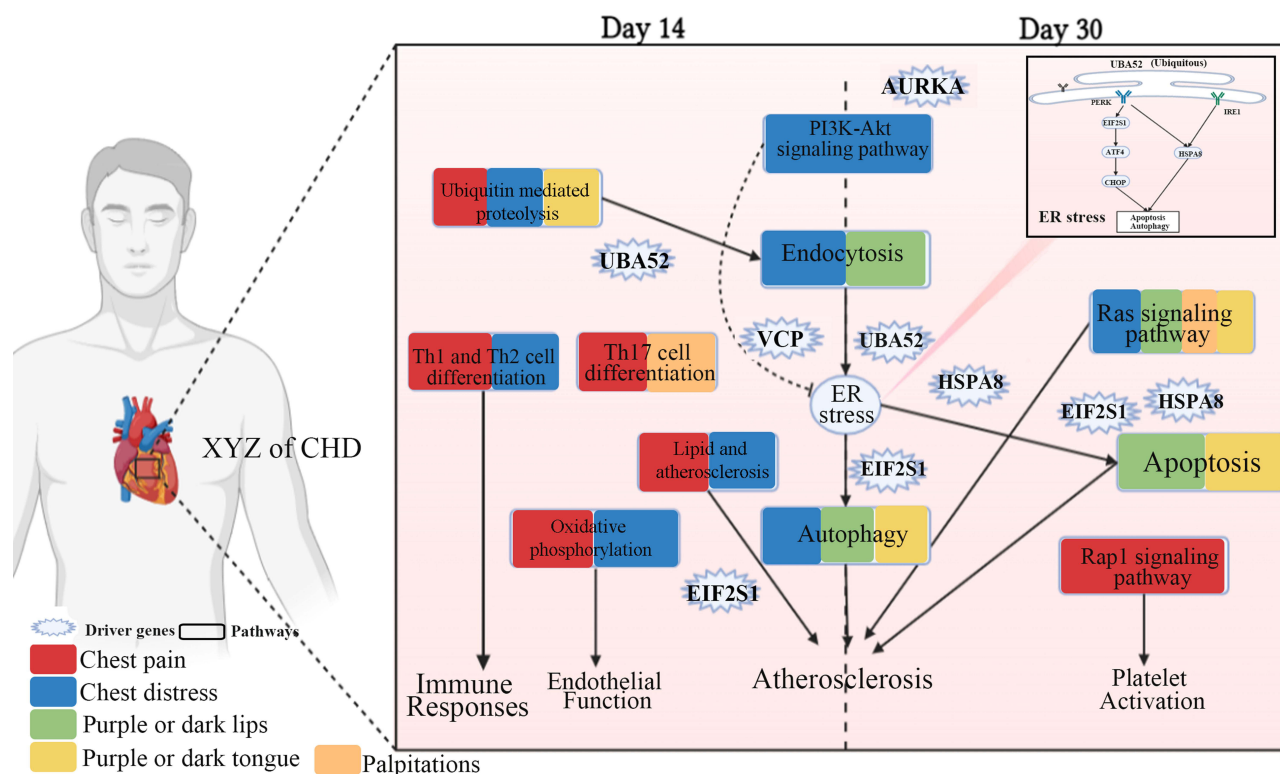 Day 14
Day 30
AURKA
PI3K-Akt
signaling pathway
UBA52 (Ubiquitous)
PERK
IRE1
EIF2S1
ATF4
HSPA8
CHOP
ER stress
Apoptosis
Autophagy
Ubiquitin mediated
proteolysis
UBA52
Endocytosis
Th1 and Th2 cell
differentiation
Th17 cell
differentiation
VCP
UBA52
Ras signaling
pathway
ER
stress
HSPA8
EIF2S1
HSPA8
XYZ of CHD
Lipid and
atherosclerosis
EIF2S1
Apoptosis
Oxidative
phosphorylation
Autophagy
EIF2S1
Rap1 signaling
pathway
Immune
Responses
Endothelial
Function
Atherosclerosis
Platelet
Activation
Driver genes
Pathways
Chest pain
Chest distress
Purple or dark lips
Purple or dark tongue
Palpitations